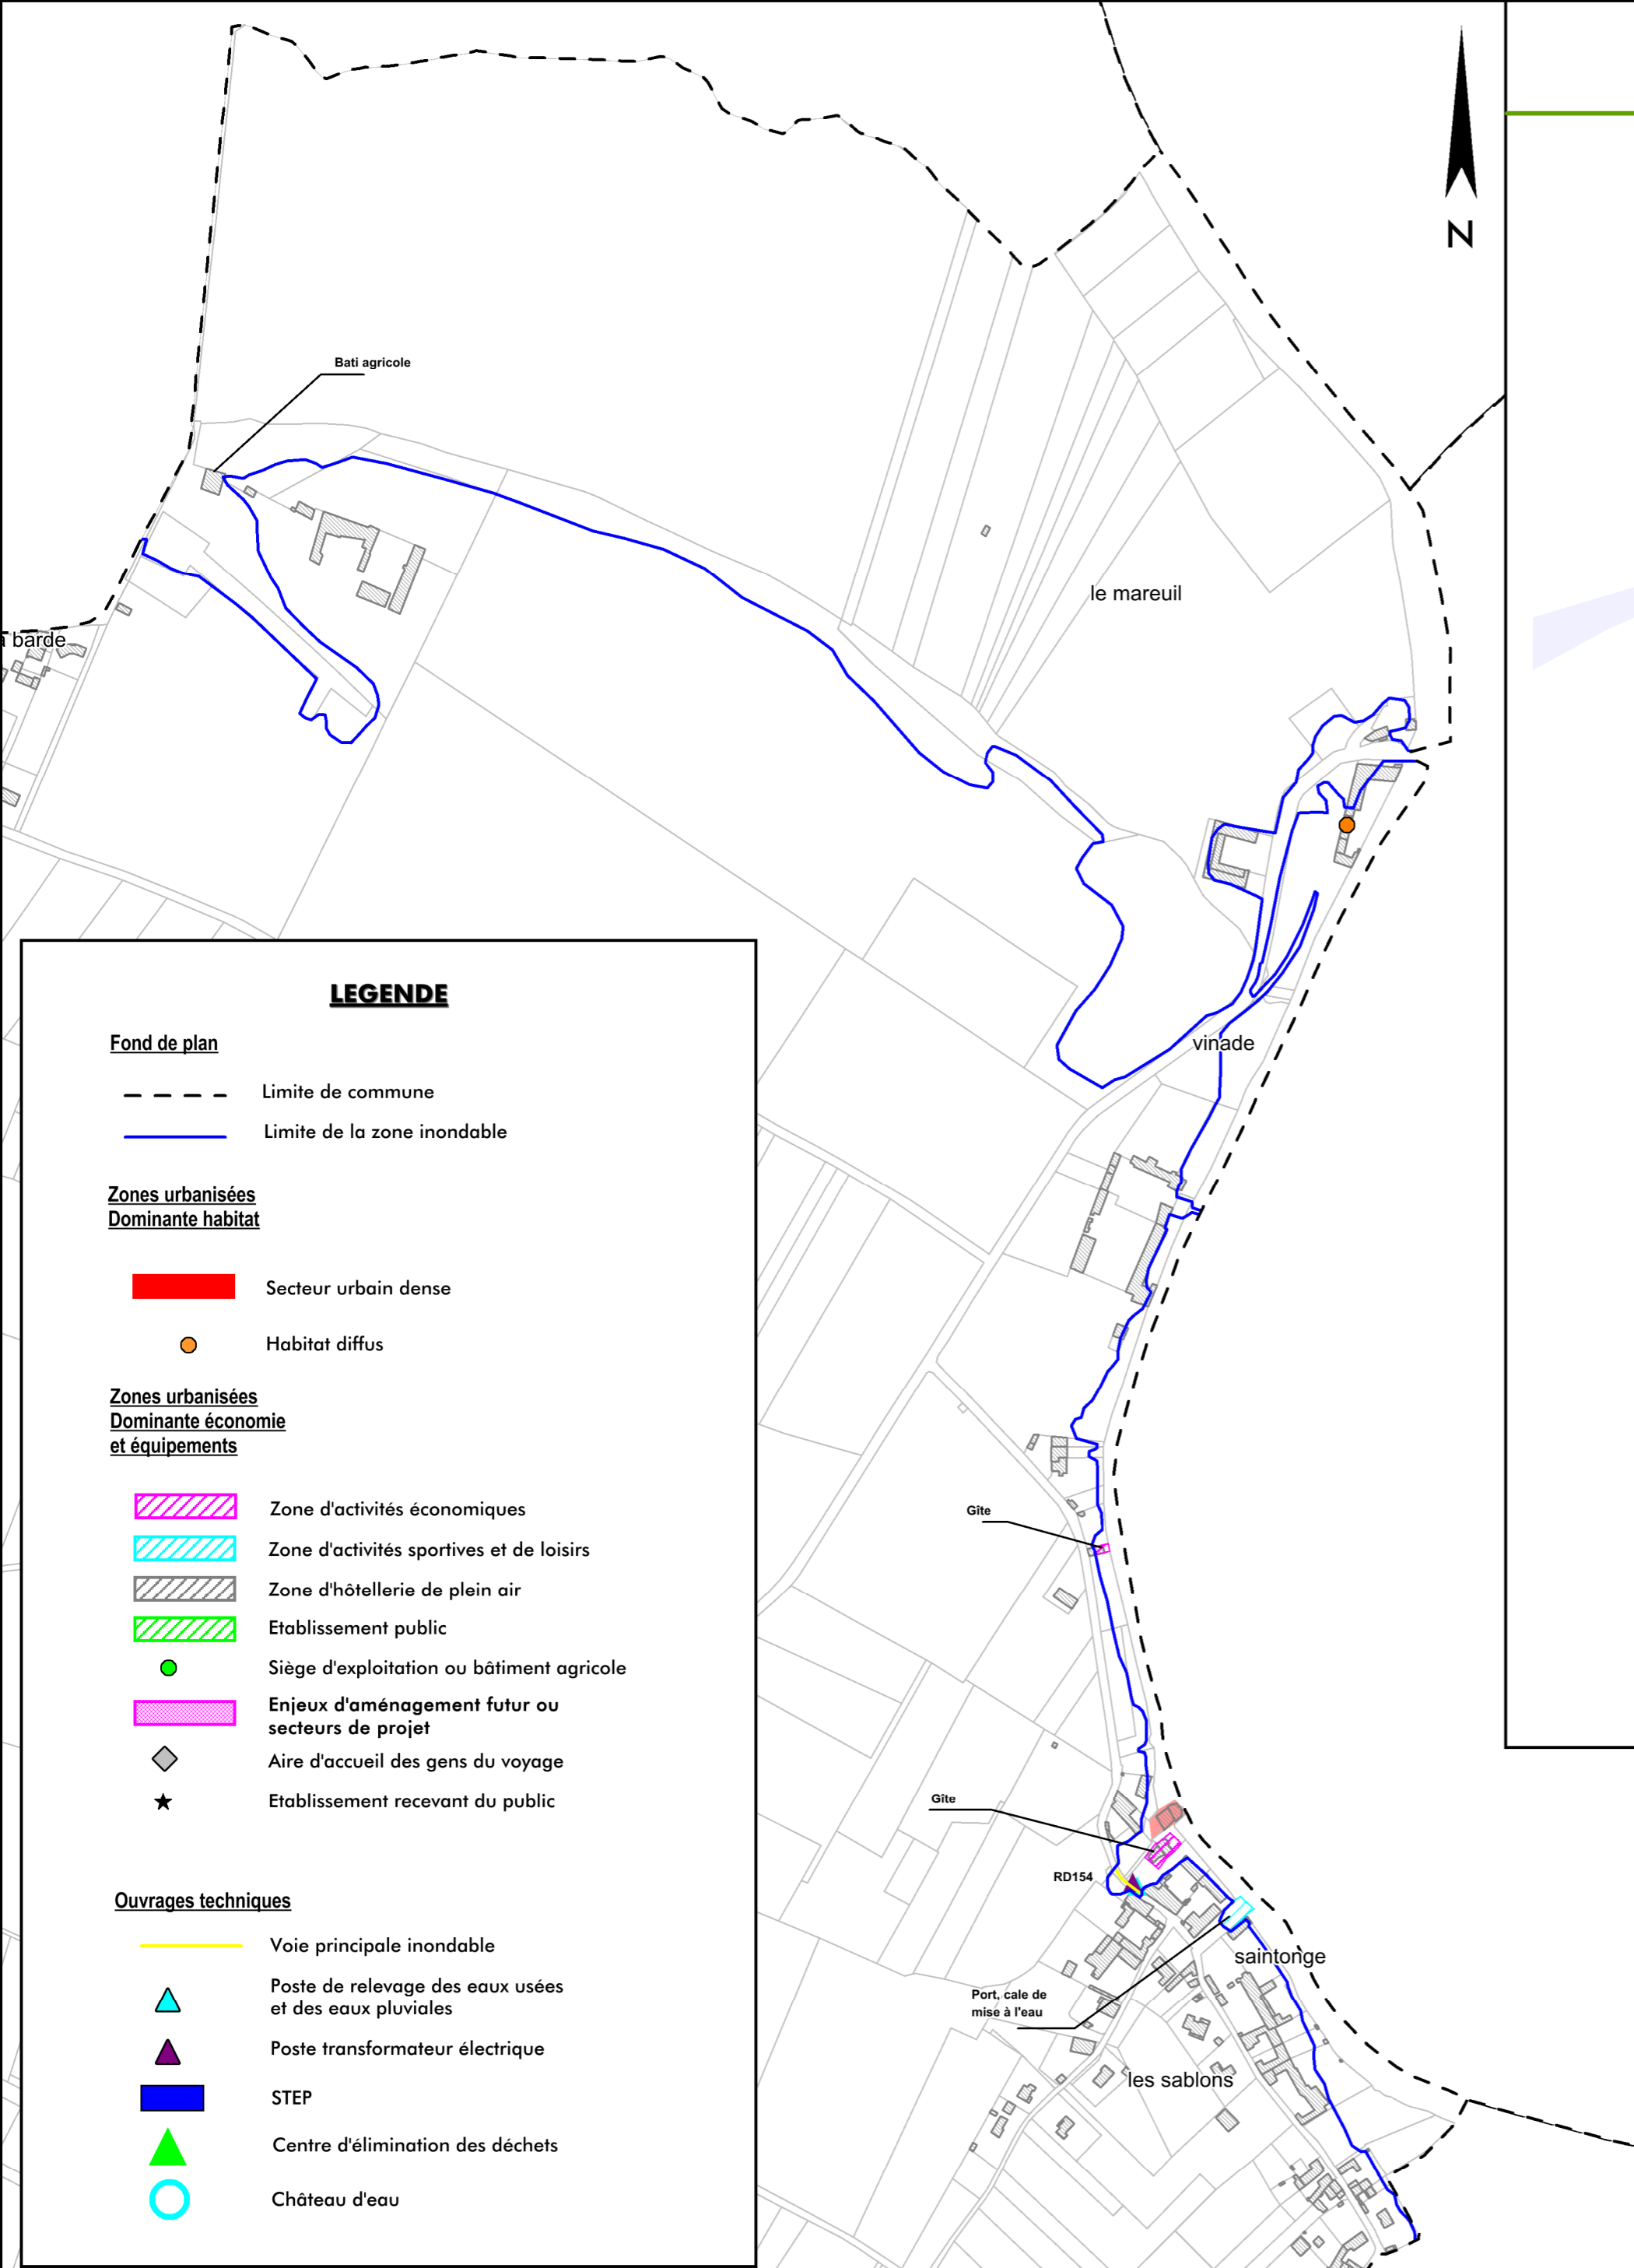 N
Bati agricole
le mareuil
barde
vinade
Gîte
Gîte
RD154
saintonge
Port, cale de
mise à l'eau
les sablons
LEGENDE
Fond de plan
Limite de commune
Limite de la zone inondable
Zones urbanisées
Dominante habitat
Secteur urbain dense
Habitat diffus
Zones urbanisées
Dominante économie
et équipements
Zone d'activités économiques
Zone d'activités sportives et de loisirs
Zone d'hôtellerie de plein air
Etablissement public
Siège d'exploitation ou bâtiment agricole
Enjeux d'aménagement futur ou
secteurs de projet
Aire d'accueil des gens du voyage
Etablissement recevant du public
Ouvrages techniques
Voie principale inondable
Poste de relevage des eaux usées
et des eaux pluviales
Poste transformateur électrique
STEP
Centre d'élimination des déchets
Château d'eau